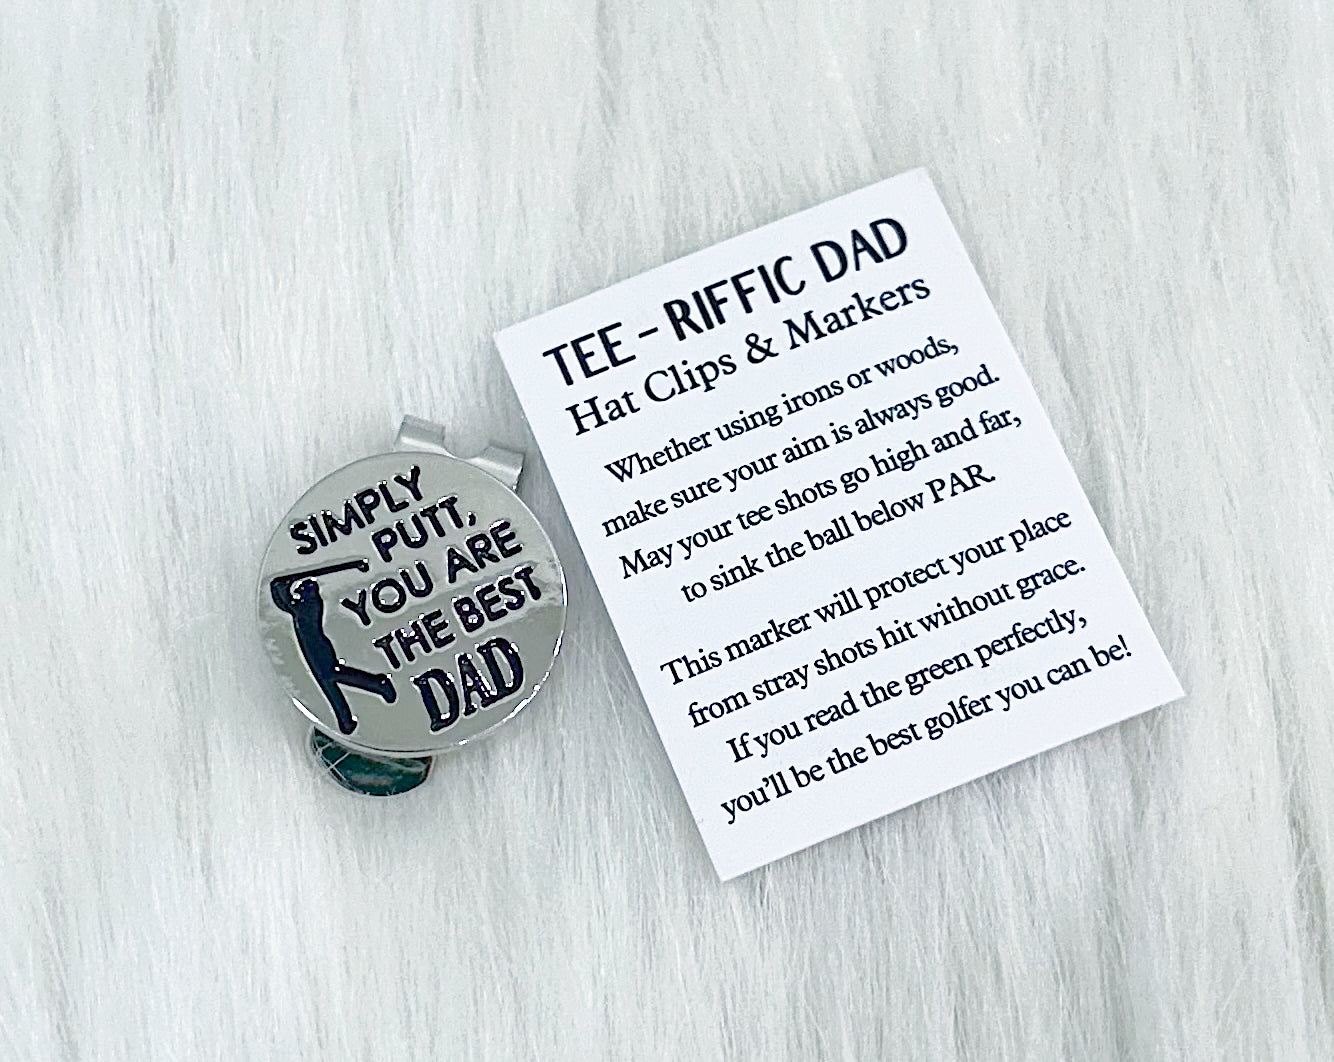 SIMPLY
PUTT,
YOU ARE
THE BEST
DAD
TEE - RIFFIC DAD
Hat Clips & Markers
Whether using irons or woods,
make sure your aim is always good.
May your tee shots go high and far,
to sink the ball below PAR.
This marker will protect your place
from stray shots hit without grace.
If you read the green perfectly,
you'll be the best golfer you can be!